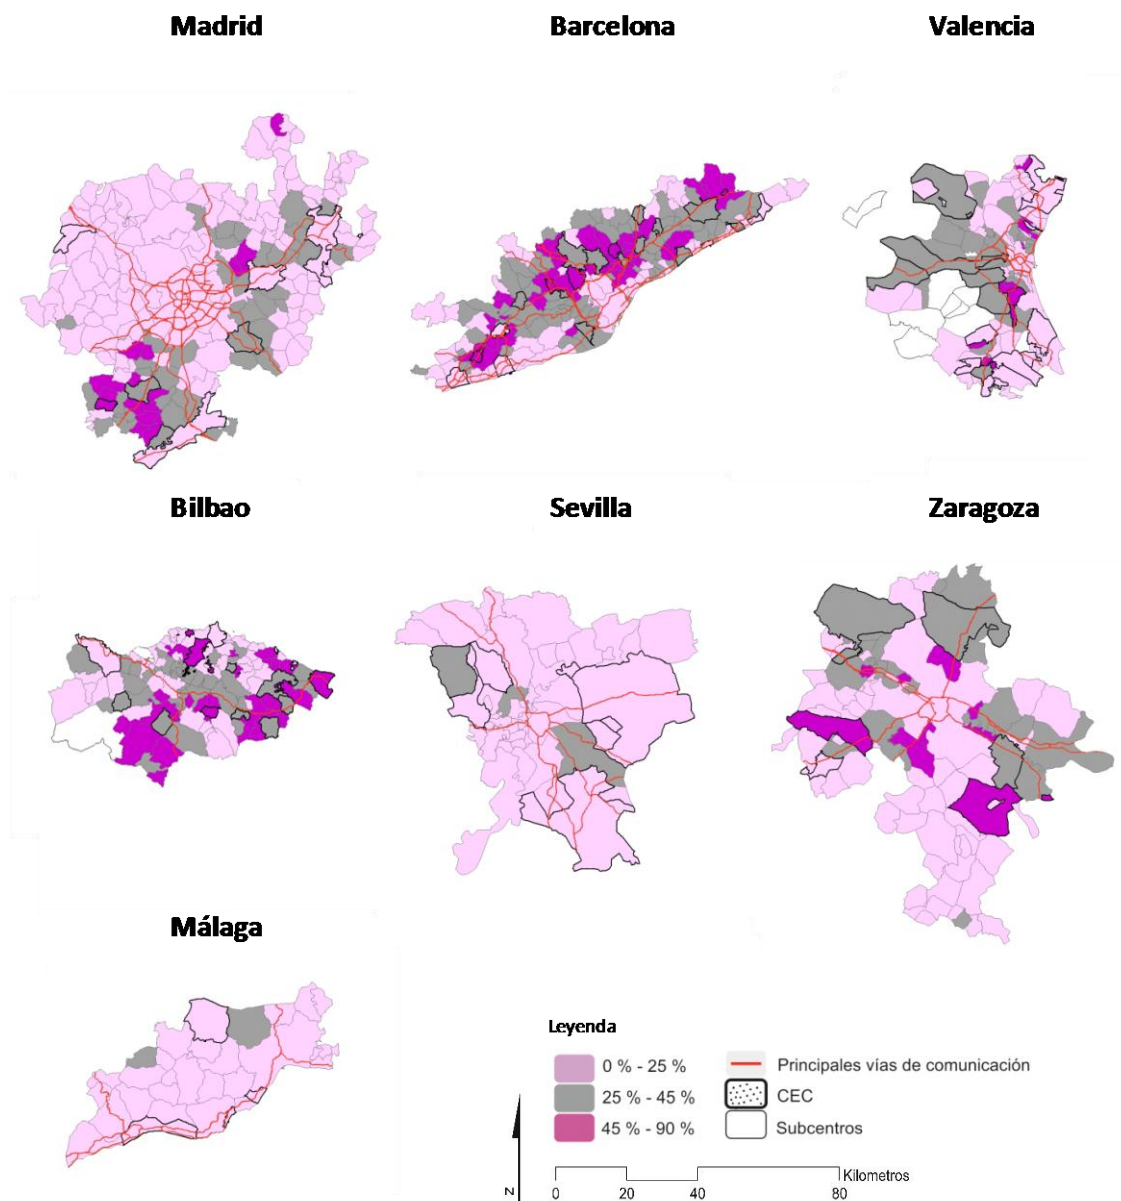 Madrid
Barcelona
Valencia
Bilbao
Sevilla
Zaragoza
Málaga
Leyenda
0 % - 25 %
25 % - 45 %
45 % - 90 %
Principales vías de comunicación
CEC
Subcentros
N
Kilometros
0 20 40 80